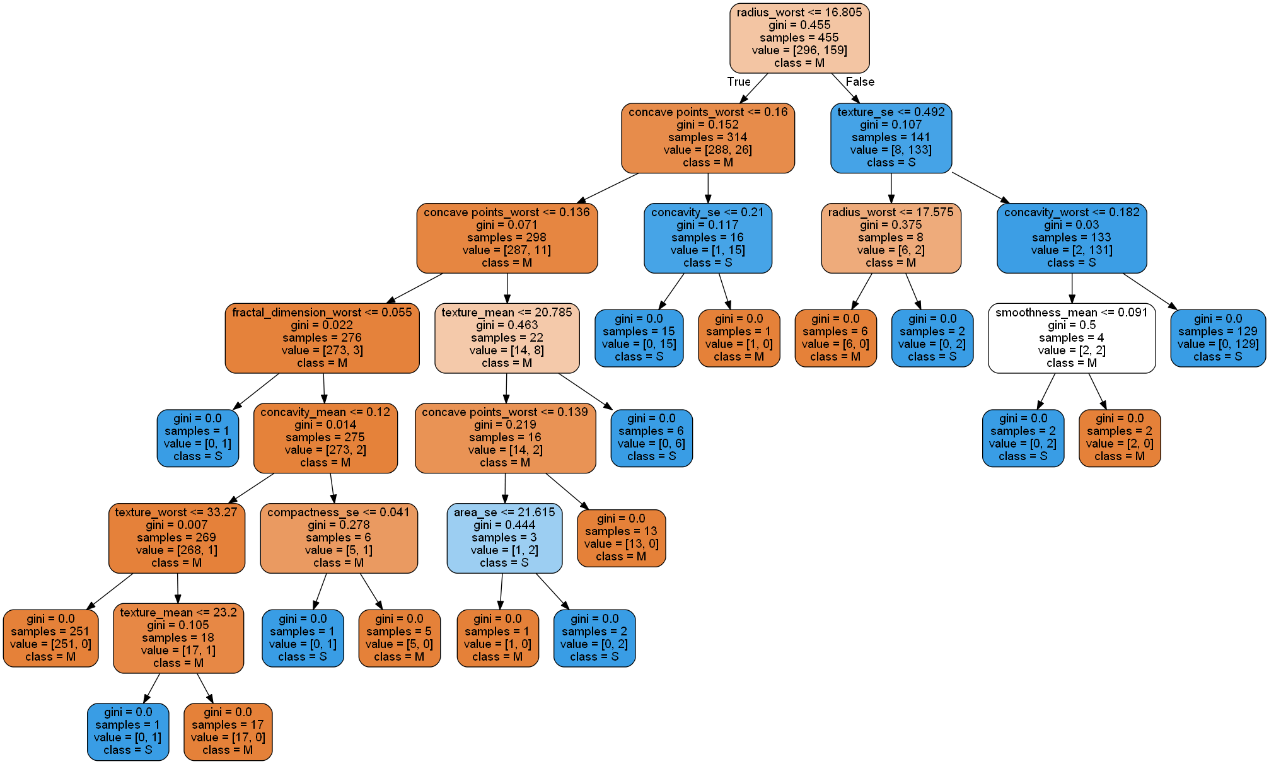 radius_worst <= 16.805
gini = 0.455
samples = 455
value = [296, 159]
class = M
True
False
concave points_worst <= 0.16
gini = 0.152
samples = 314
value = [288, 26]
class = M
texture_se <= 0.492
gini = 0.107
samples = 141
value = [8, 133]
class = S
concave points_worst <= 0.136
gini = 0.071
samples = 298
value = [287, 11]
class = M
concavity_se <= 0.21
gini = 0.117
samples = 16
value = [1, 15]
class = S
radius_worst <= 17.575
gini = 0.375
samples = 8
value = [6, 2]
class = M
concavity_worst <= 0.182
gini = 0.03
samples = 133
value = [2, 131]
class = S
fractal_dimension_worst <= 0.055
gini = 0.022
samples = 276
value = [273, 3]
class = M
texture_mean <= 20.785
gini = 0.463
samples = 22
value = [14, 8]
class = M
gini = 0.0
samples = 15
value = [0, 15]
class = S
gini = 0.0
samples = 1
value = [1, 0]
class = M
gini = 0.0
samples = 6
value = [6, 0]
class = M
gini = 0.0
samples = 2
value = [0, 2]
class = S
smoothness_mean <= 0.091
gini = 0.5
samples = 4
value = [2, 2]
class = M
gini = 0.0
samples = 129
value = [0, 129]
class = S
gini = 0.0
samples = 1
value = [0, 1]
class = S
concavity_mean <= 0.12
gini = 0.014
samples = 275
value = [273, 2]
class = M
concave points_worst <= 0.139
gini = 0.219
samples = 16
value = [14, 2]
class = M
gini = 0.0
samples = 6
value = [0, 6]
class = S
gini = 0.0
samples = 2
value = [0, 2]
class = S
gini = 0.0
samples = 2
value = [2, 0]
class = M
texture_worst <= 33.27
gini = 0.007
samples = 269
value = [268, 1]
class = M
compactness_se <= 0.041
gini = 0.278
samples = 6
value = [5, 1]
class = M
area_se <= 21.615
gini = 0.444
samples = 3
value = [1, 2]
class = S
gini = 0.0
samples = 13
value = [13, 0]
class = M
gini = 0.0
samples = 251
value = [251, 0]
class = M
texture_mean <= 23.2
gini = 0.105
samples = 18
value = [17, 1]
class = M
gini = 0.0
samples = 1
value = [0, 1]
class = S
gini = 0.0
samples = 5
value = [5, 0]
class = M
gini = 0.0
samples = 1
value = [1, 0]
class = M
gini = 0.0
samples = 2
value = [0, 2]
class = S
gini = 0.0
samples = 1
value = [0, 1]
class = S
gini = 0.0
samples = 17
value = [17, 0]
class = M